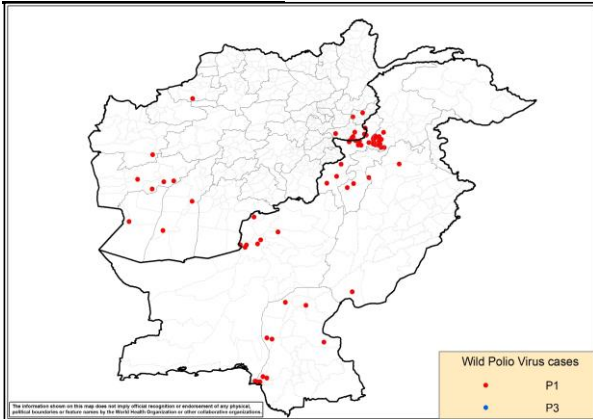 The information shown on this map does not imply official recognition or endorsement of any physical,
political boundaries or feature names by the World Health Organization or other collaborative organizations.
Wild Polio Virus cases
P1
P3